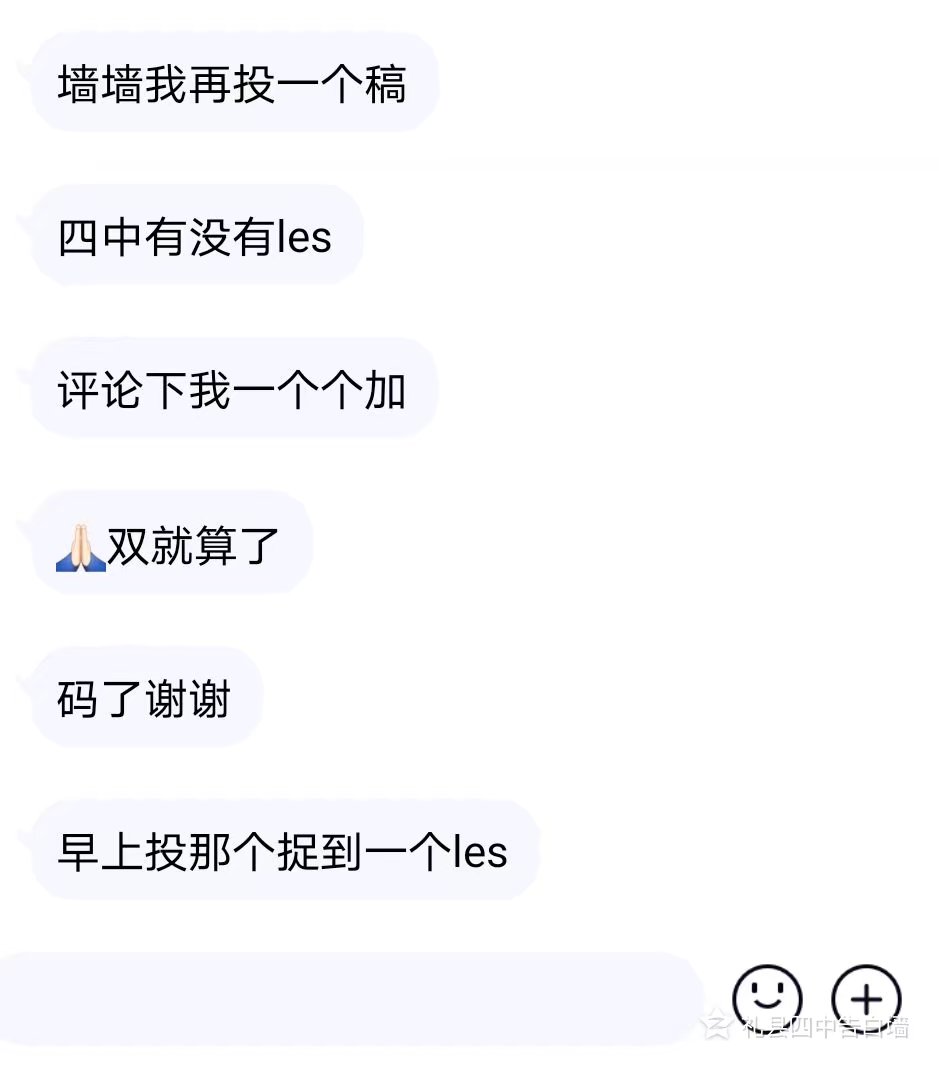 墙墙我再投一个稿
四中有没有les
评论下我一个个加
🙏🏻双就算了
码了谢谢
早上投那个捉到一个les
礼县四中告白墙